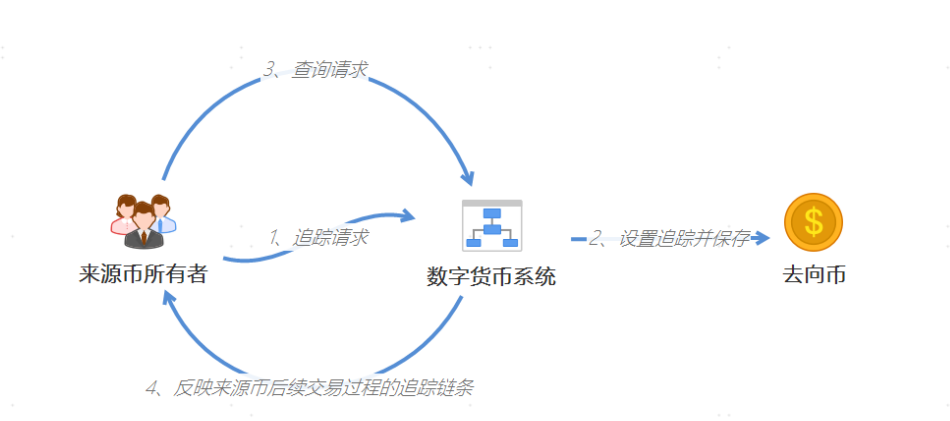 3、查询请求
1、追踪请求
2、设置追踪并保存
来源币所有者
数字货币系统
去向币
4、反映来源币后续交易过程的追踪链条